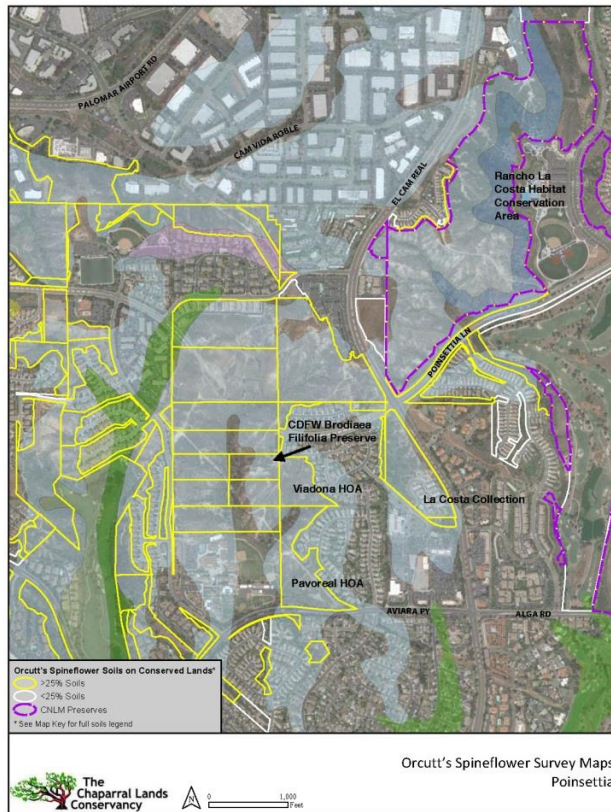 PALOMAR AIRPORT RD
CAM VIDA ROBLE
EL CAM REAL
Rancho La
Costa Habitat
Conservation
Area
POINSETTIA LN
CDFW Brodiaea
Filifolia Preserve
Viadona HOA
La Costa Collection
Pavoreal HOA
AVIARA PY
ALGA RD
Orcutt's Spineflower Soils on Conserved Lands*
>25% Soils
<25% Soils
CNLM Preserves
* See Map Key for full soils legend
The
Chaparral Lands
Conservancy
N
0 1,000
Feet
Orcutt's Spineflower Survey Maps
Poinsettia